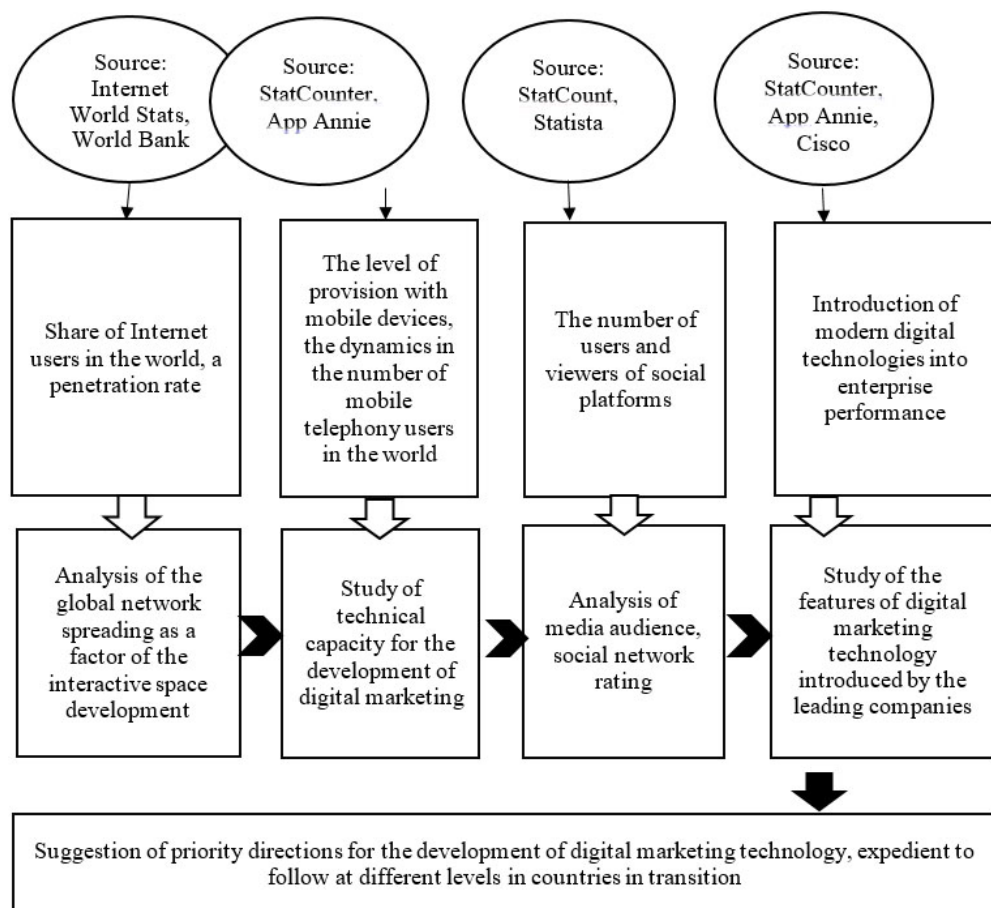 Source:
Internet
World Stats,
World Bank
Source:
StatCounter,
App Annie
Source:
StatCount,
Statista
Source:
StatCounter,
App Annie,
Cisco
Share of Internet
users in the world, a
penetration rate
The level of
provision with
mobile devices,
the dynamics in
the number of
mobile
telephony users
in the world
The number of
users and
viewers of social
platforms
Introduction of
modern digital
technologies into
enterprise
performance
Analysis of the
global network
spreading as a
factor of the
interactive space
development
Study of
technical
capacity for the
development of
digital marketing
Analysis of
media audience,
social network
rating
Study of the
features of digital
marketing
technology
introduced by the
leading companies
Suggestion of priority directions for the development of digital marketing technology, expedient to
follow at different levels in countries in transition